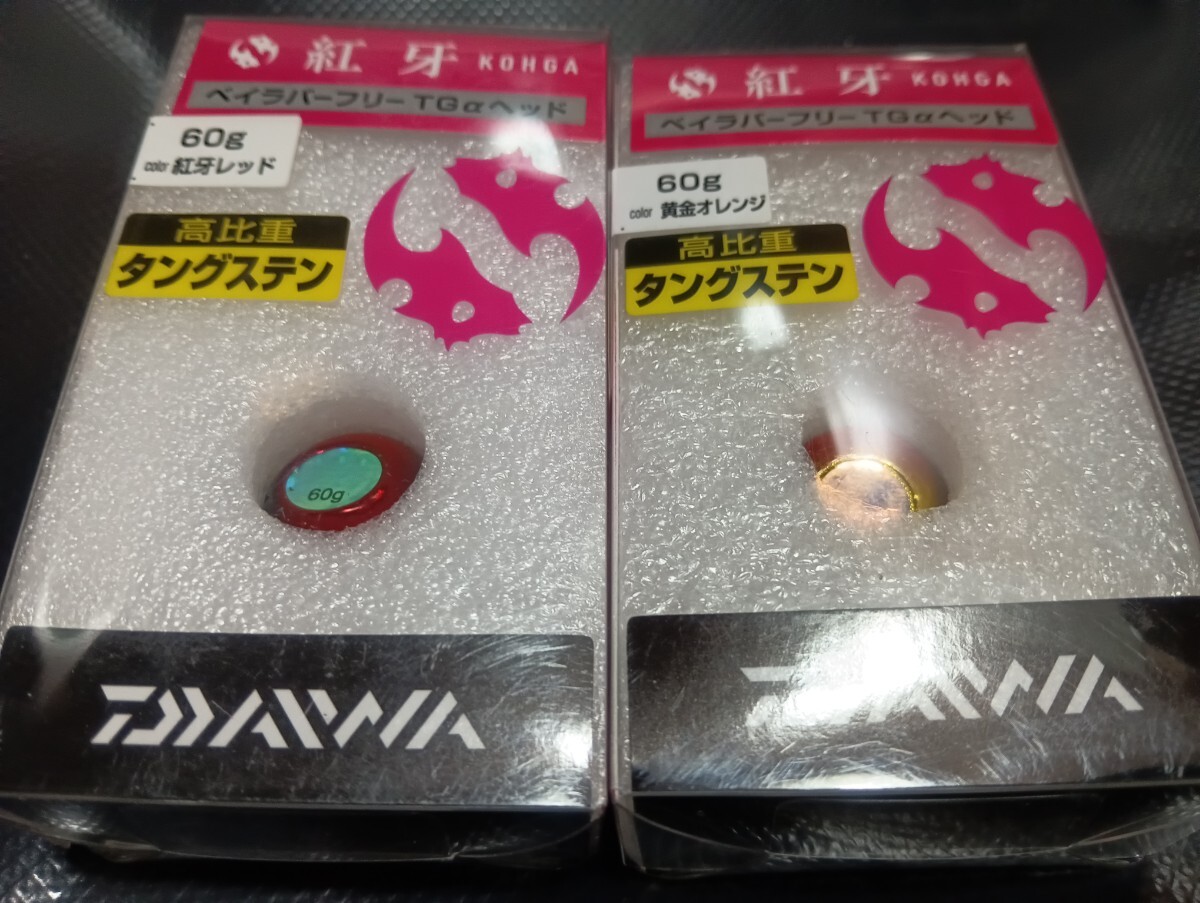 紅牙 KOHGA
ベイラバーフリーTGαヘッド
60g
color 紅牙レッド
高比重
タングステン
60g
DAIWA
紅牙 KOHGA
ベイラバーフリーTGαヘッド
60g
color 黄金オレンジ
高比重
タングステン
DAIWA